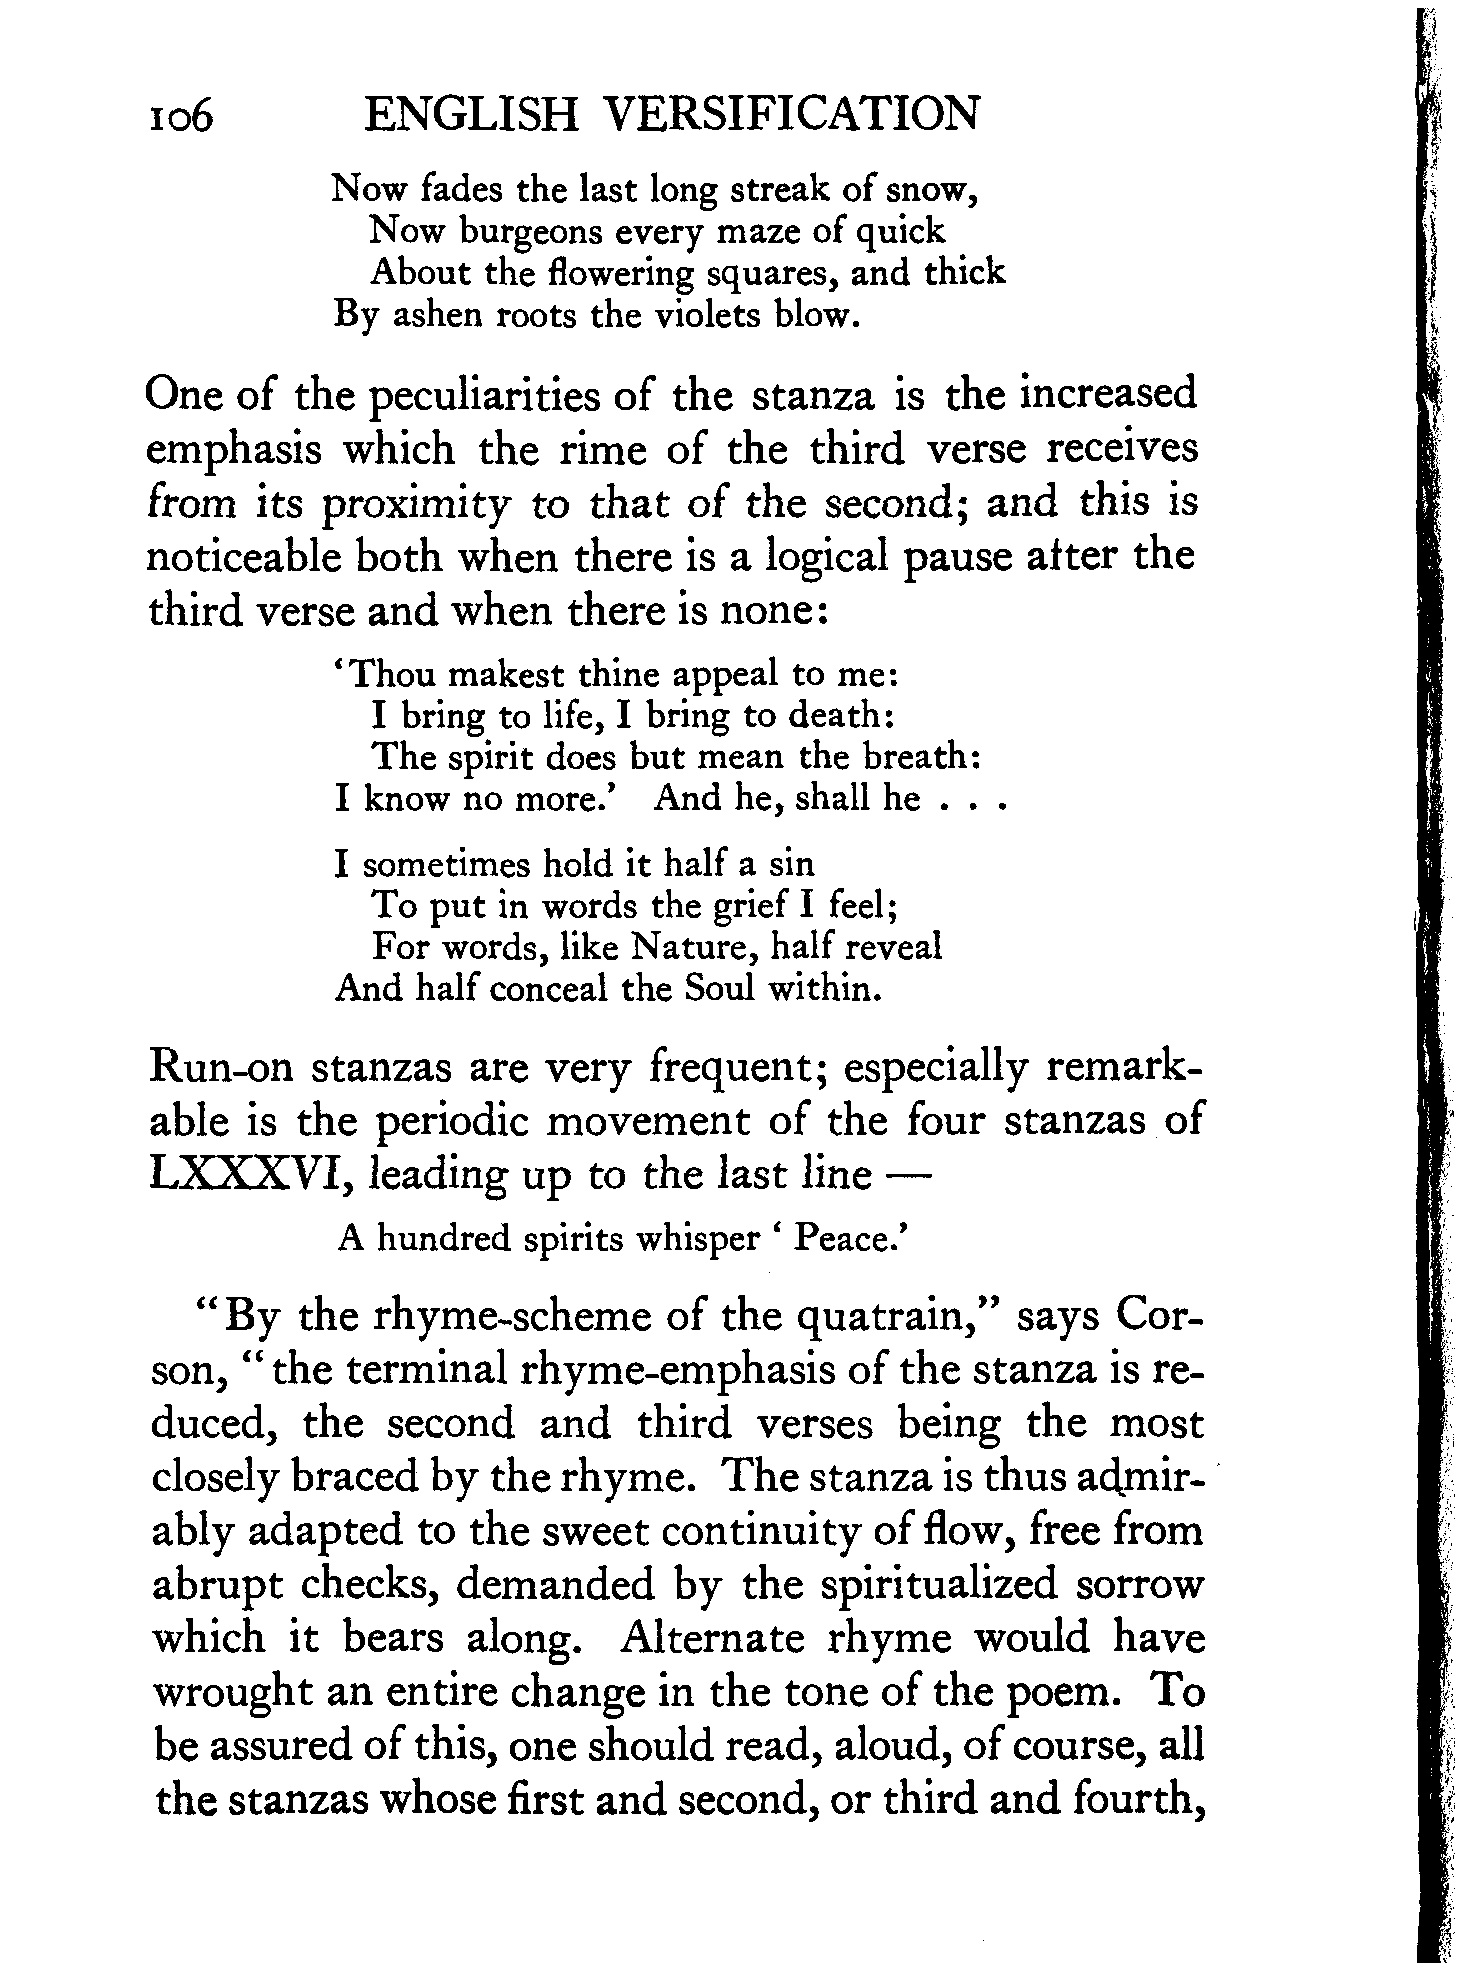 106 ENGLISH VERSIFICATION
Now fades the last long streak of snow,
Now burgeons every maze of quick
About the flowering squares, and thick
By ashen roots the violets blow.
One of the peculiarities of the stanza is the increased
emphasis which the rime of the third verse receives
from its proximity to that of the second; and this is
noticeable both when there is a logical pause after the
third verse and when there is none:
‘Thou makest thine appeal to me:
I bring to life, I bring to death:
The spirit does but mean the breath:
I know no more.’ And he, shall he . . .
I sometimes hold it half a sin
To put in words the grief I feel;
For words, like Nature, half reveal
And half conceal the Soul within.
Run-on stanzas are very frequent; especially remark-
able is the periodic movement of the four stanzas of
LXXXVI, leading up to the last line —
A hundred spirits whisper ‘ Peace.’
“By the rhyme-scheme of the quatrain,” says Cor-
son, “the terminal rhyme-emphasis of the stanza is re-
duced, the second and third verses being the most
closely braced by the rhyme. The stanza is thus admir-
ably adapted to the sweet continuity of flow, free from
abrupt checks, demanded by the spiritualized sorrow
which it bears along. Alternate rhyme would have
wrought an entire change in the tone of the poem. To
be assured of this, one should read, aloud, of course, all
the stanzas whose first and second, or third and fourth,